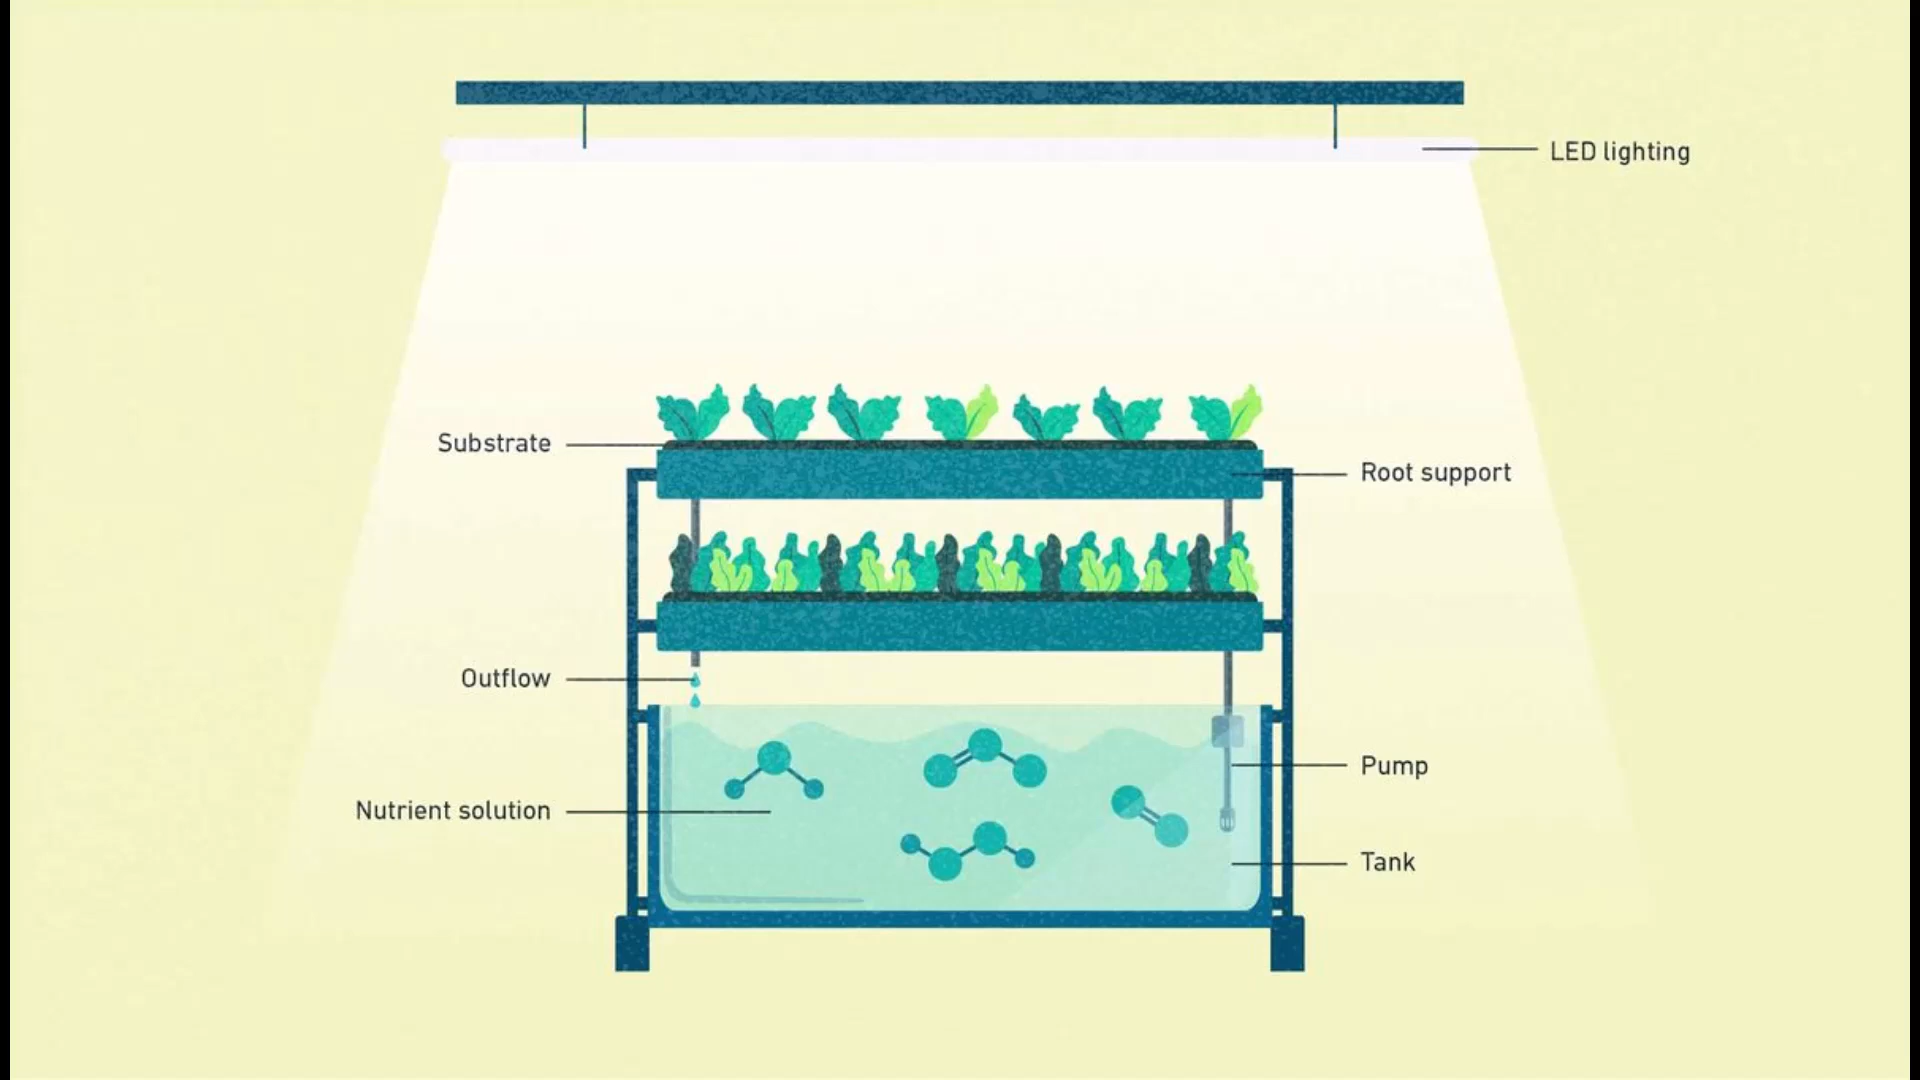 LED lighting
Substrate
Root support
Outflow
Pump
Nutrient solution
Tank